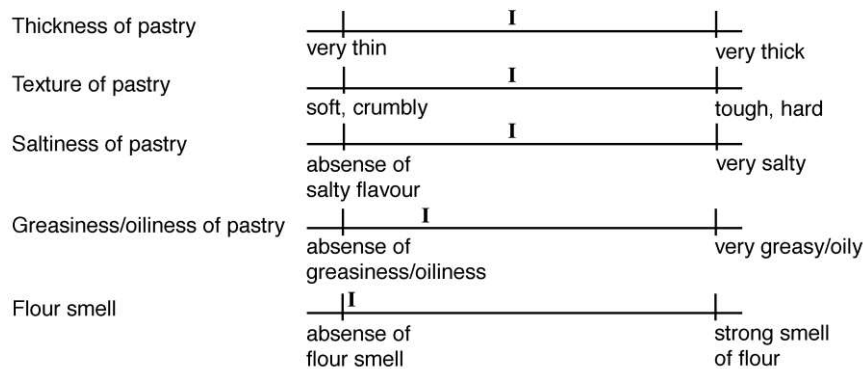 Thickness of pastry
I
very thin
very thick
Texture of pastry
I
soft, crumbly
tough, hard
Saltiness of pastry
I
absense of
salty flavour
very salty
Greasiness/oiliness of pastry
I
absense of
greasiness/oiliness
very greasy/oily
Flour smell
I
absense of
flour smell
strong smell
of flour